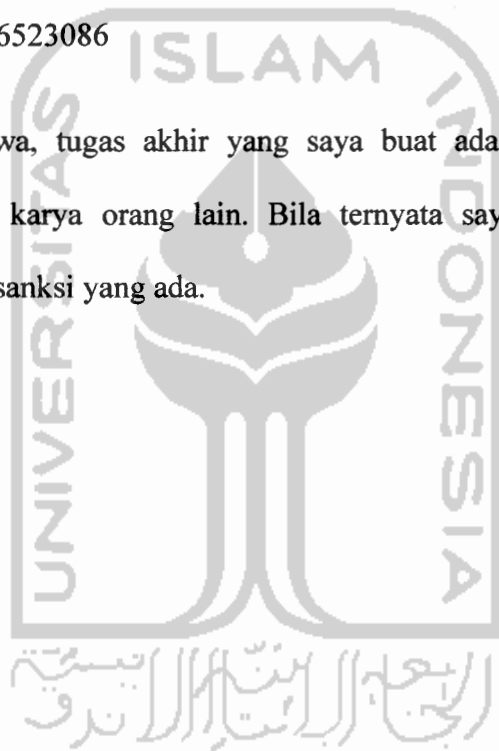 6523086
ISLAM
wa, tugas akhir yang saya buat ada
karya orang lain. Bila ternyata say
sanksi yang ada.
UNIVERSITAS
INDONESIA